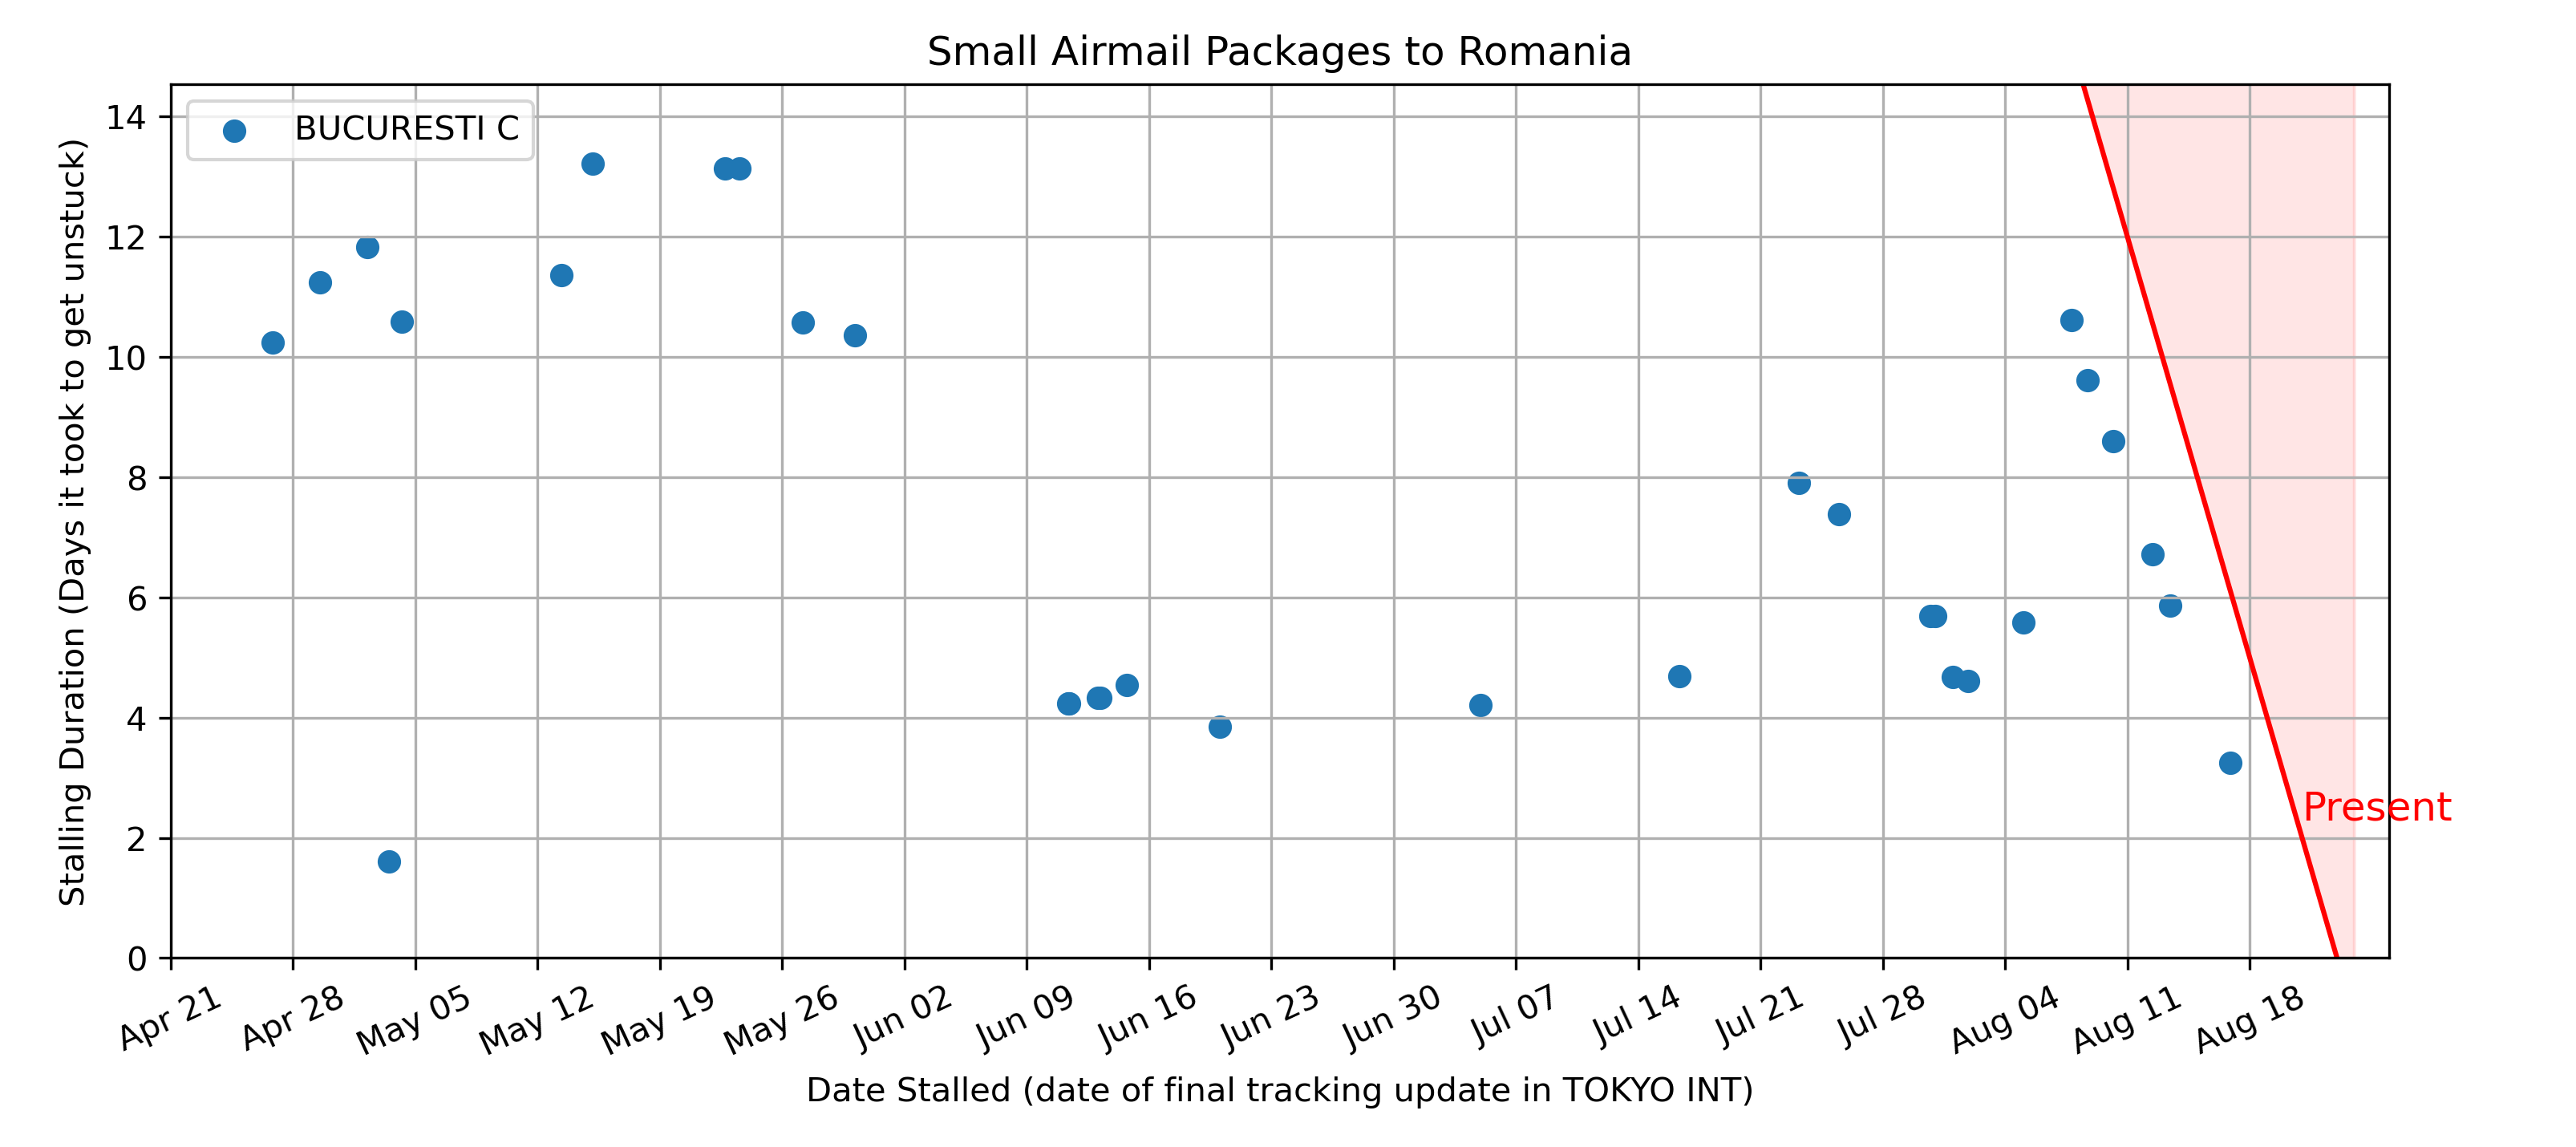 Small Airmail Packages to Romania
BUCURESTI C
Stalling Duration (Days it took to get unstuck)
14
12
10
8
6
4
2
0
Present
Apr 21
Apr 28
May 05
May 12
May 19
May 26
Jun 02
Jun 09
Jun 16
Jun 23
Jun 30
Jul 07
Jul 14
Jul 21
Jul 28
Aug 04
Aug 11
Aug 18
Date Stalled (date of final tracking update in TOKYO INT)